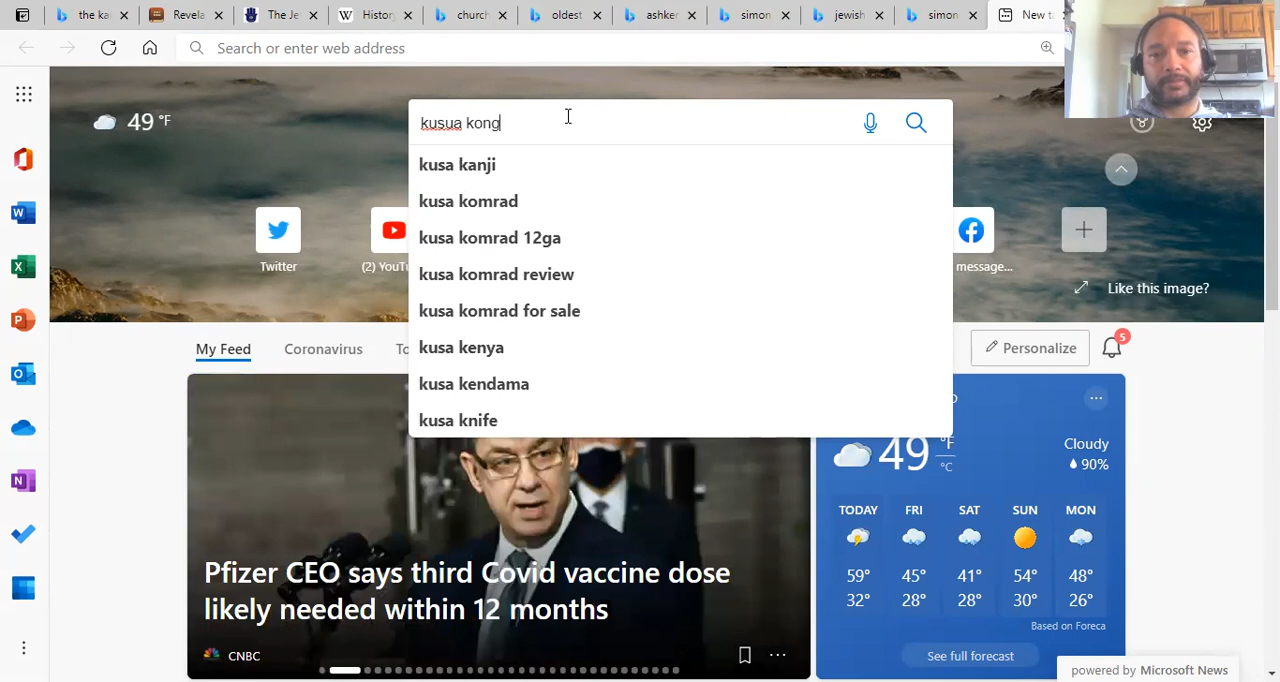 the ka
Revela
The Je
History
church
oldest
ashker
simon
jewish
simon
New ta
Search or enter web address
49 °F
kusua kong
kusa kanji
kusa komrad
kusa komrad 12ga
kusa komrad review
kusa komrad for sale
kusa kenya
kusa kendama
kusa knife
Twitter
(2) YouTu
message...
Like this image?
My Feed
Coronavirus
To
Personalize
5
Pfizer CEO says third Covid vaccine dose
likely needed within 12 months
CNBC
49 °F
°C
Cloudy
90%
TODAY FRI SAT SUN MON
59° 45° 41° 54° 48°
32° 28° 28° 30° 26°
Based on Foreca
See full forecast
powered by Microsoft News